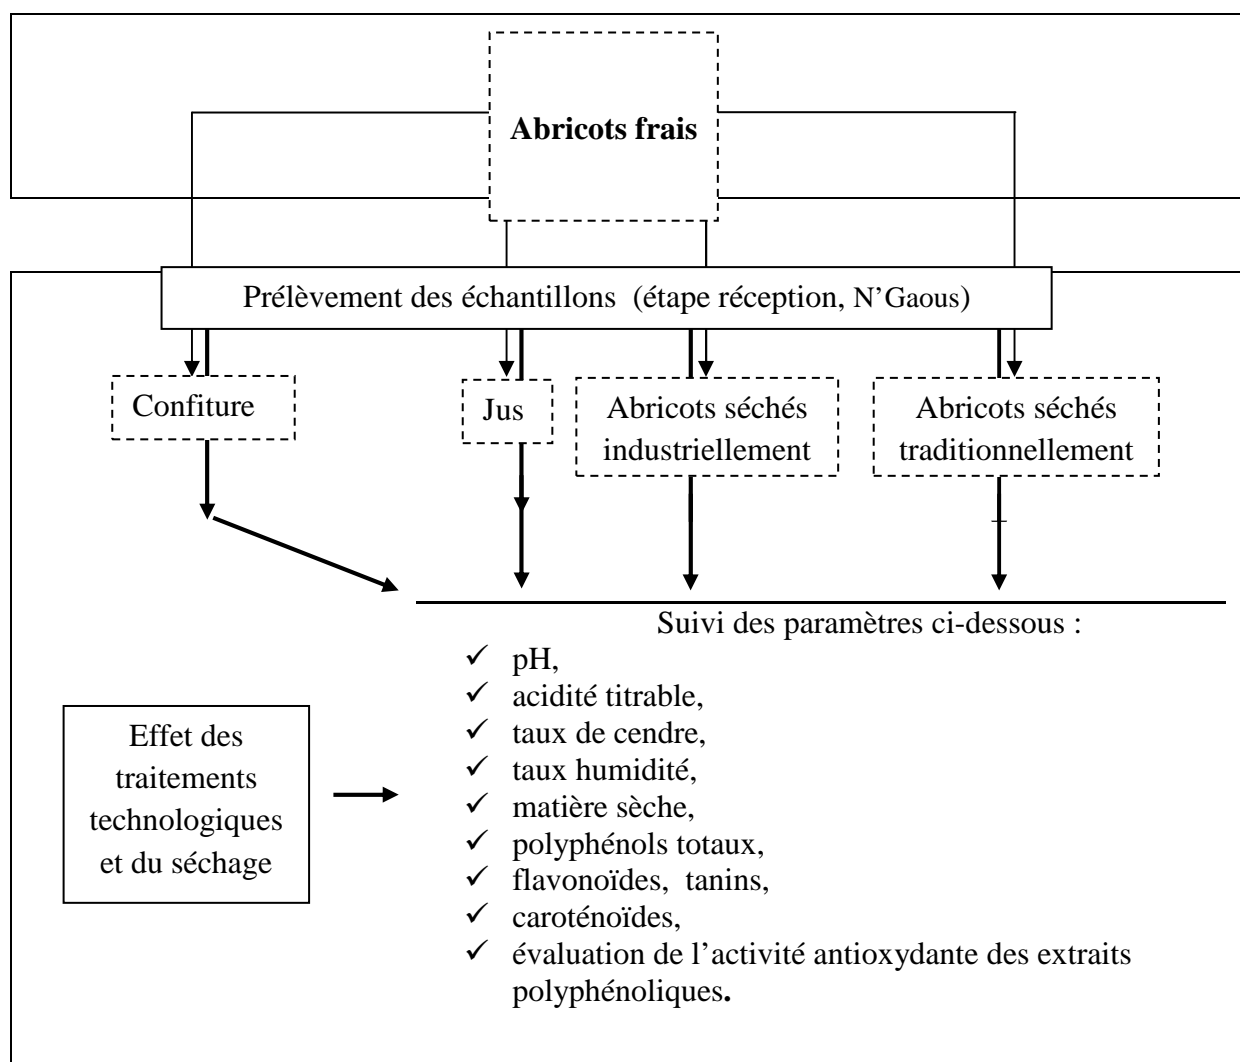 Abricots frais
Prélèvement des échantillons (étape réception, N’Gaous)
Confiture
Jus
Abricots séchés
industriellement
Abricots séchés
traditionnellement
Suivi des paramètres ci-dessous :
✓ pH,
✓ acidité titrable,
✓ taux de cendre,
✓ taux humidité,
✓ matière sèche,
✓ polyphénols totaux,
✓ flavonoïdes, tanins,
✓ caroténoïdes,
✓ évaluation de l’activité antioxydante des extraits
polyphénoliques.
Effet des
traitements
technologiques
et du séchage